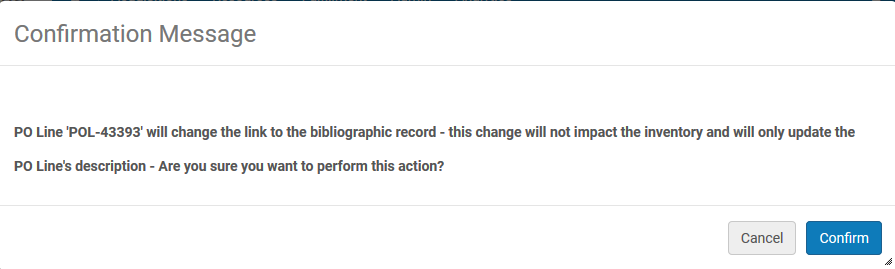 Confirmation Message
PO Line 'POL-43393' will change the link to the bibliographic record - this change will not impact the inventory and will only update the
PO Line's description - Are you sure you want to perform this action?
Cancel
Confirm